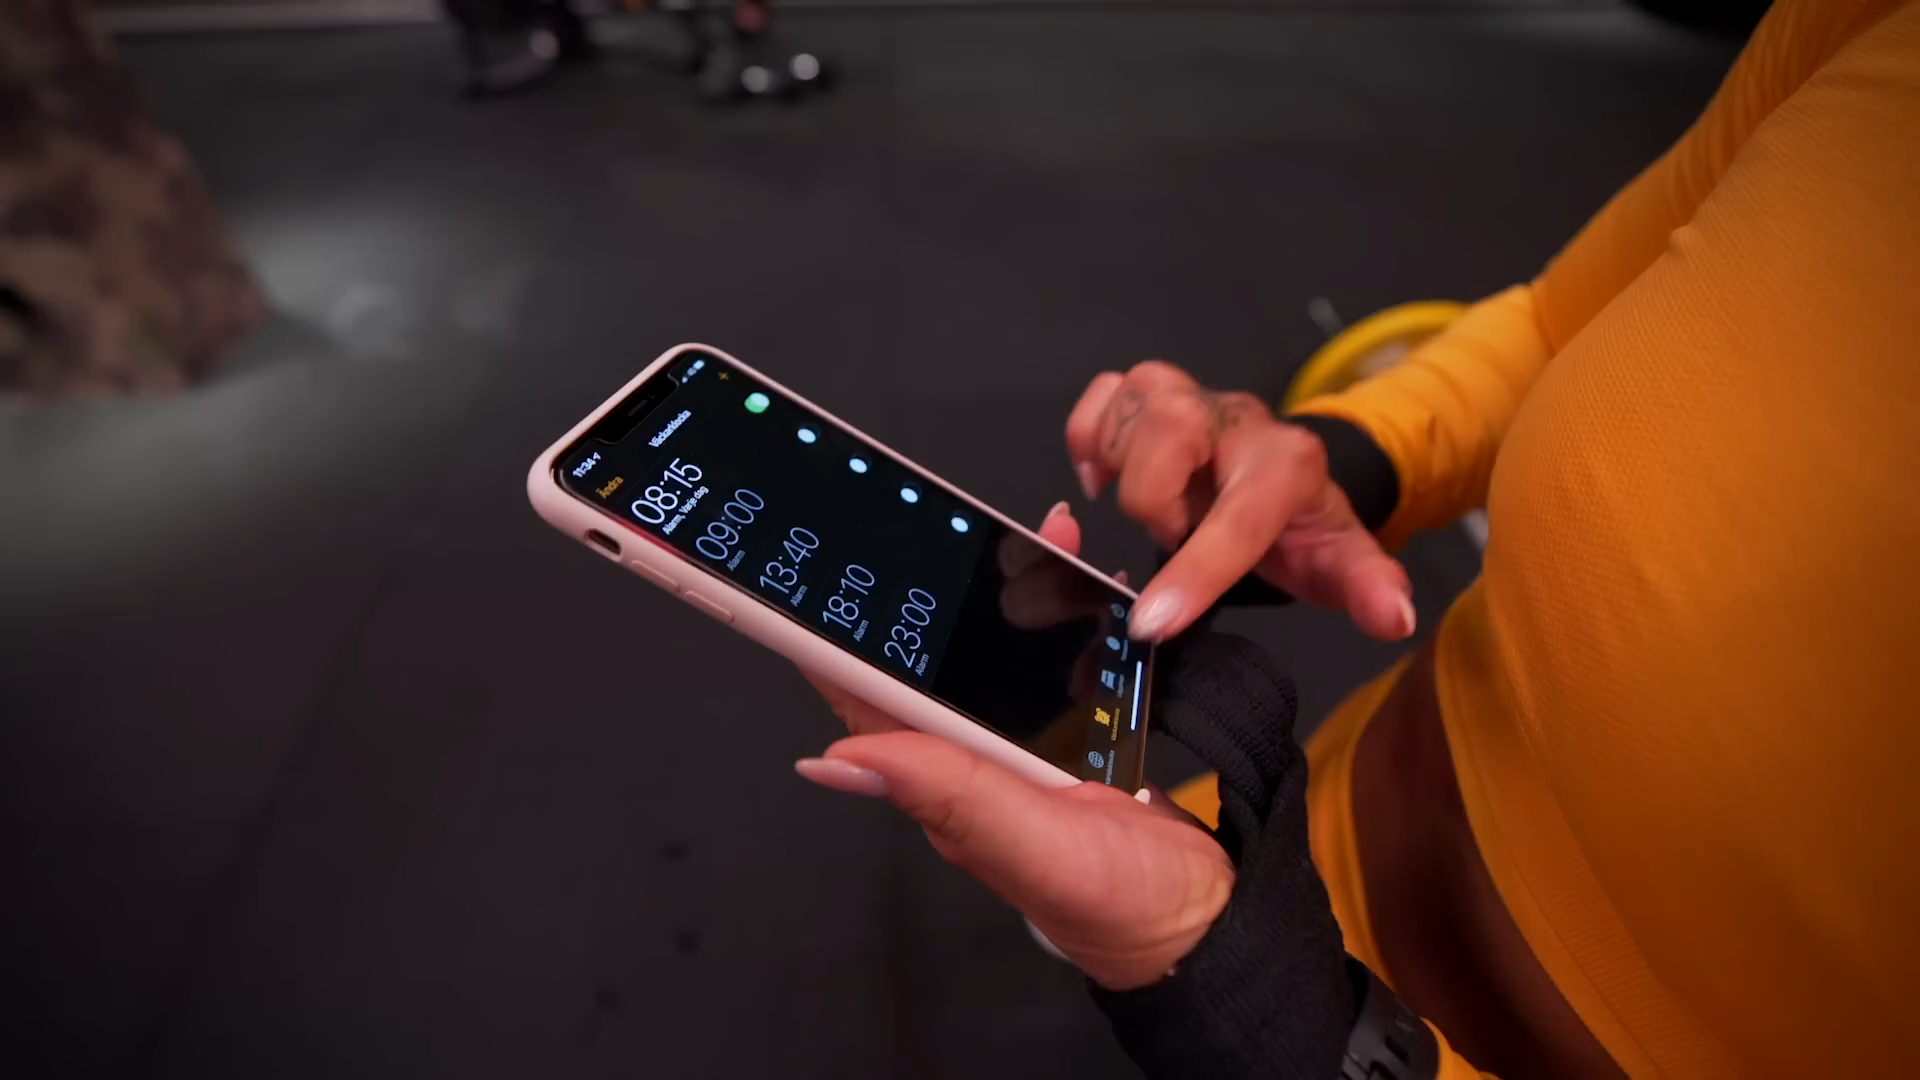 11:34
Ändra
Väckarklocka
+
08:15
Alarm, Varje dag
09:00
Alarm
13:40
Alarm
18:10
Alarm
23:00
Alarm